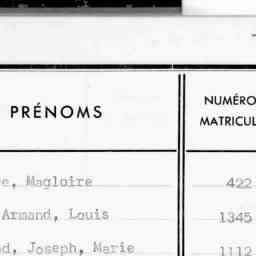 PRÉNOMS NUMÉRO
MATRICUL
e, Magloire 422
Armand, Louis 1345
d, Joseph, Marie 1112